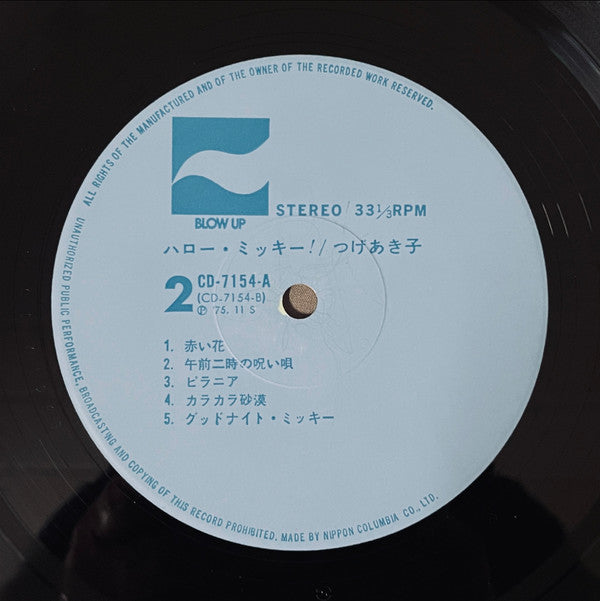 ALL RIGHTS OF THE MANUFACTURED AND OF THE OWNER OF THE RECORDED WORK RESERVED.
BLOW UP
STEREO / 33 1/3 RPM
ハロー・ミッキー! / つげあき子
2
CD-7154-A
(CD-7154-B)
Ⓟ '75. 11 S
1. 赤い花
2. 午前二時の呪い唄
3. ピラニア
4. カラカラ砂漠
5. グッドナイト・ミッキー
UNAUTHORIZED PUBLIC PERFORMANCE, BROADCASTING AND COPYING OF THIS RECORD PROHIBITED. MADE BY NIPPON COLUMBIA CO., LTD.